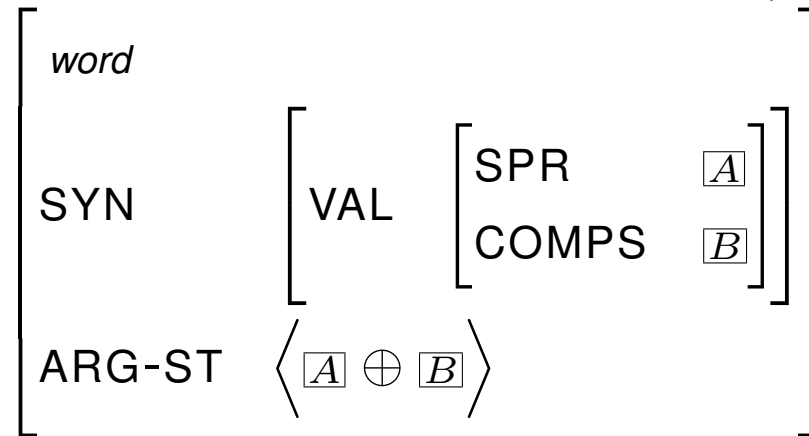 word
SPR A
SYN VAL
COMPS B
ARG-ST ⟨ A ⊕ B ⟩